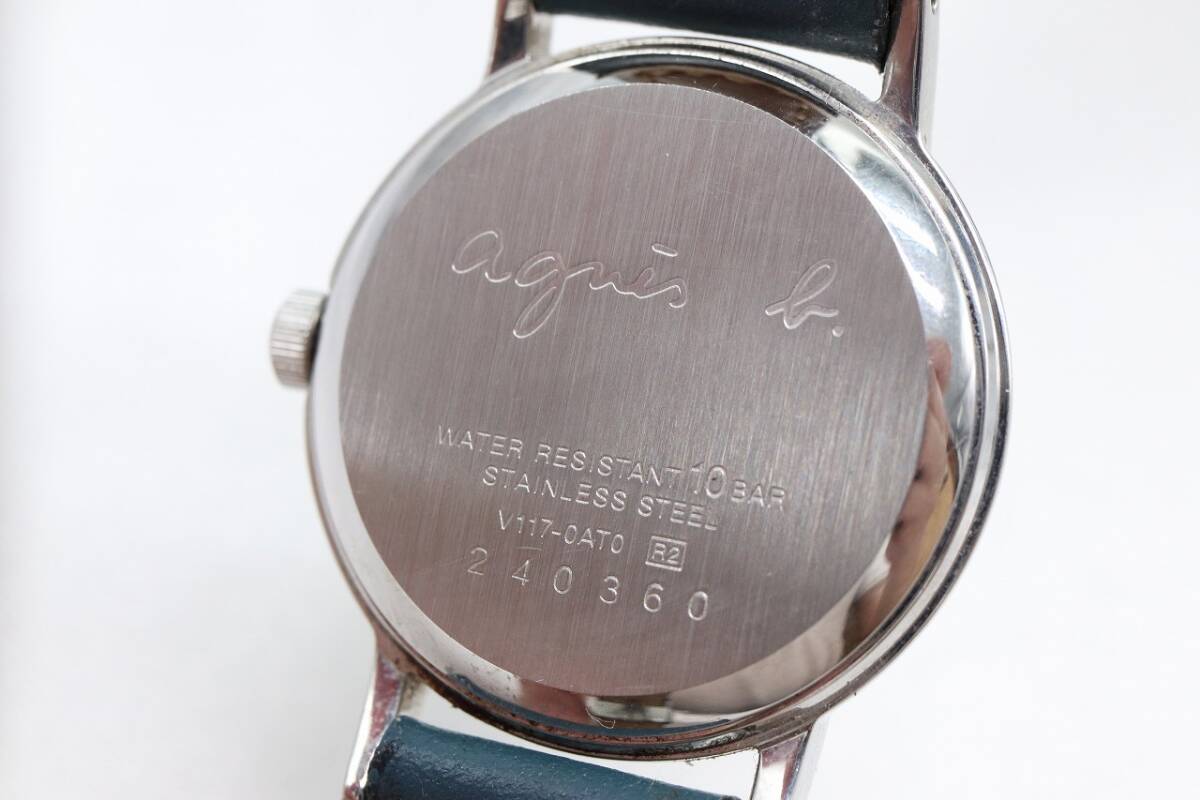 agnès b.
WATER RESISTANT 10 BAR
STAINLESS STEEL
V117-0AT0 R2
240360